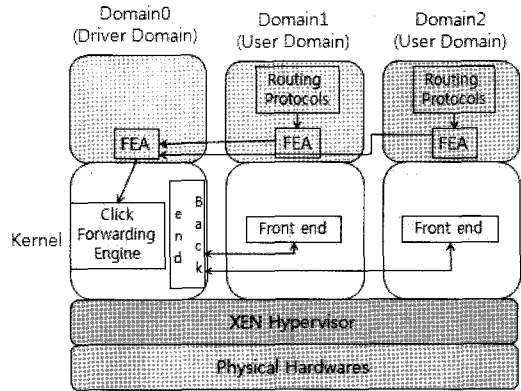 Domain0
(Driver Domain)
Domain1
(User Domain)
Domain2
(User Domain)
Routing
Protocols
Routing
Protocols
FEA
FEA
FEA
Kernel
Click
Forwarding
Engine
Back
end
Front end
Front end
XEN Hypervisor
Physical Hardwares